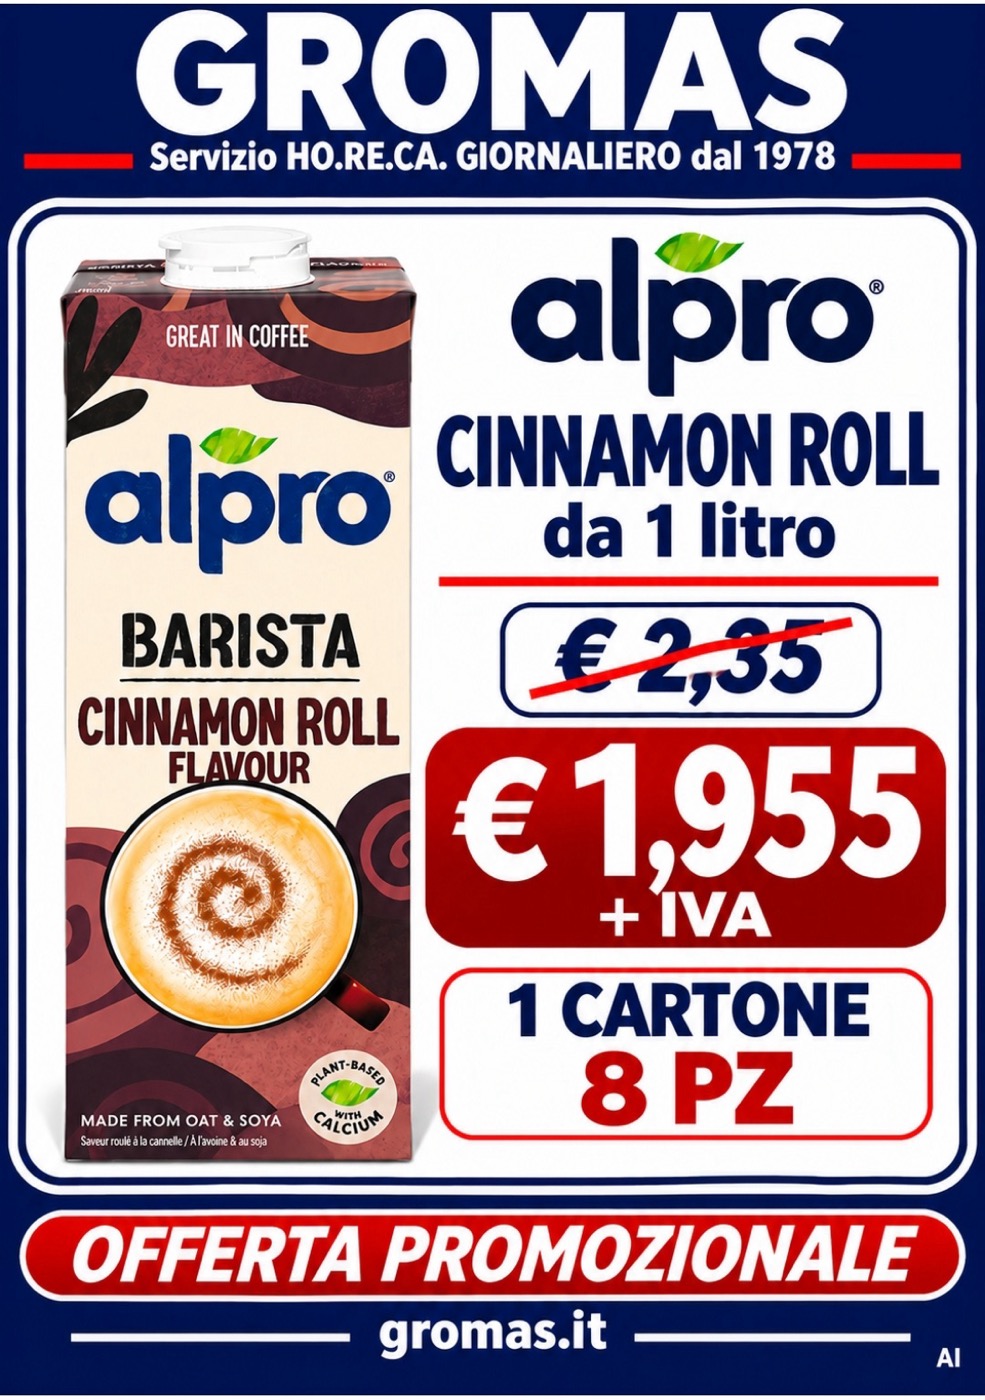 GROMAS
Servizio HO.RE.CA. GIORNALIERO dal 1978
GREAT IN COFFEE
alpro®
BARISTA
CINNAMON ROLL
FLAVOUR
PLANT-BASED
WITH
CALCIUM
MADE FROM OAT & SOYA
Saveur roulé à la cannelle / À l'avoine & au soja
alpro®
CINNAMON ROLL
da 1 litro
€ 2,35
€ 1,955
+ IVA
1 CARTONE
8 PZ
OFFERTA PROMOZIONALE
gromas.it
AI